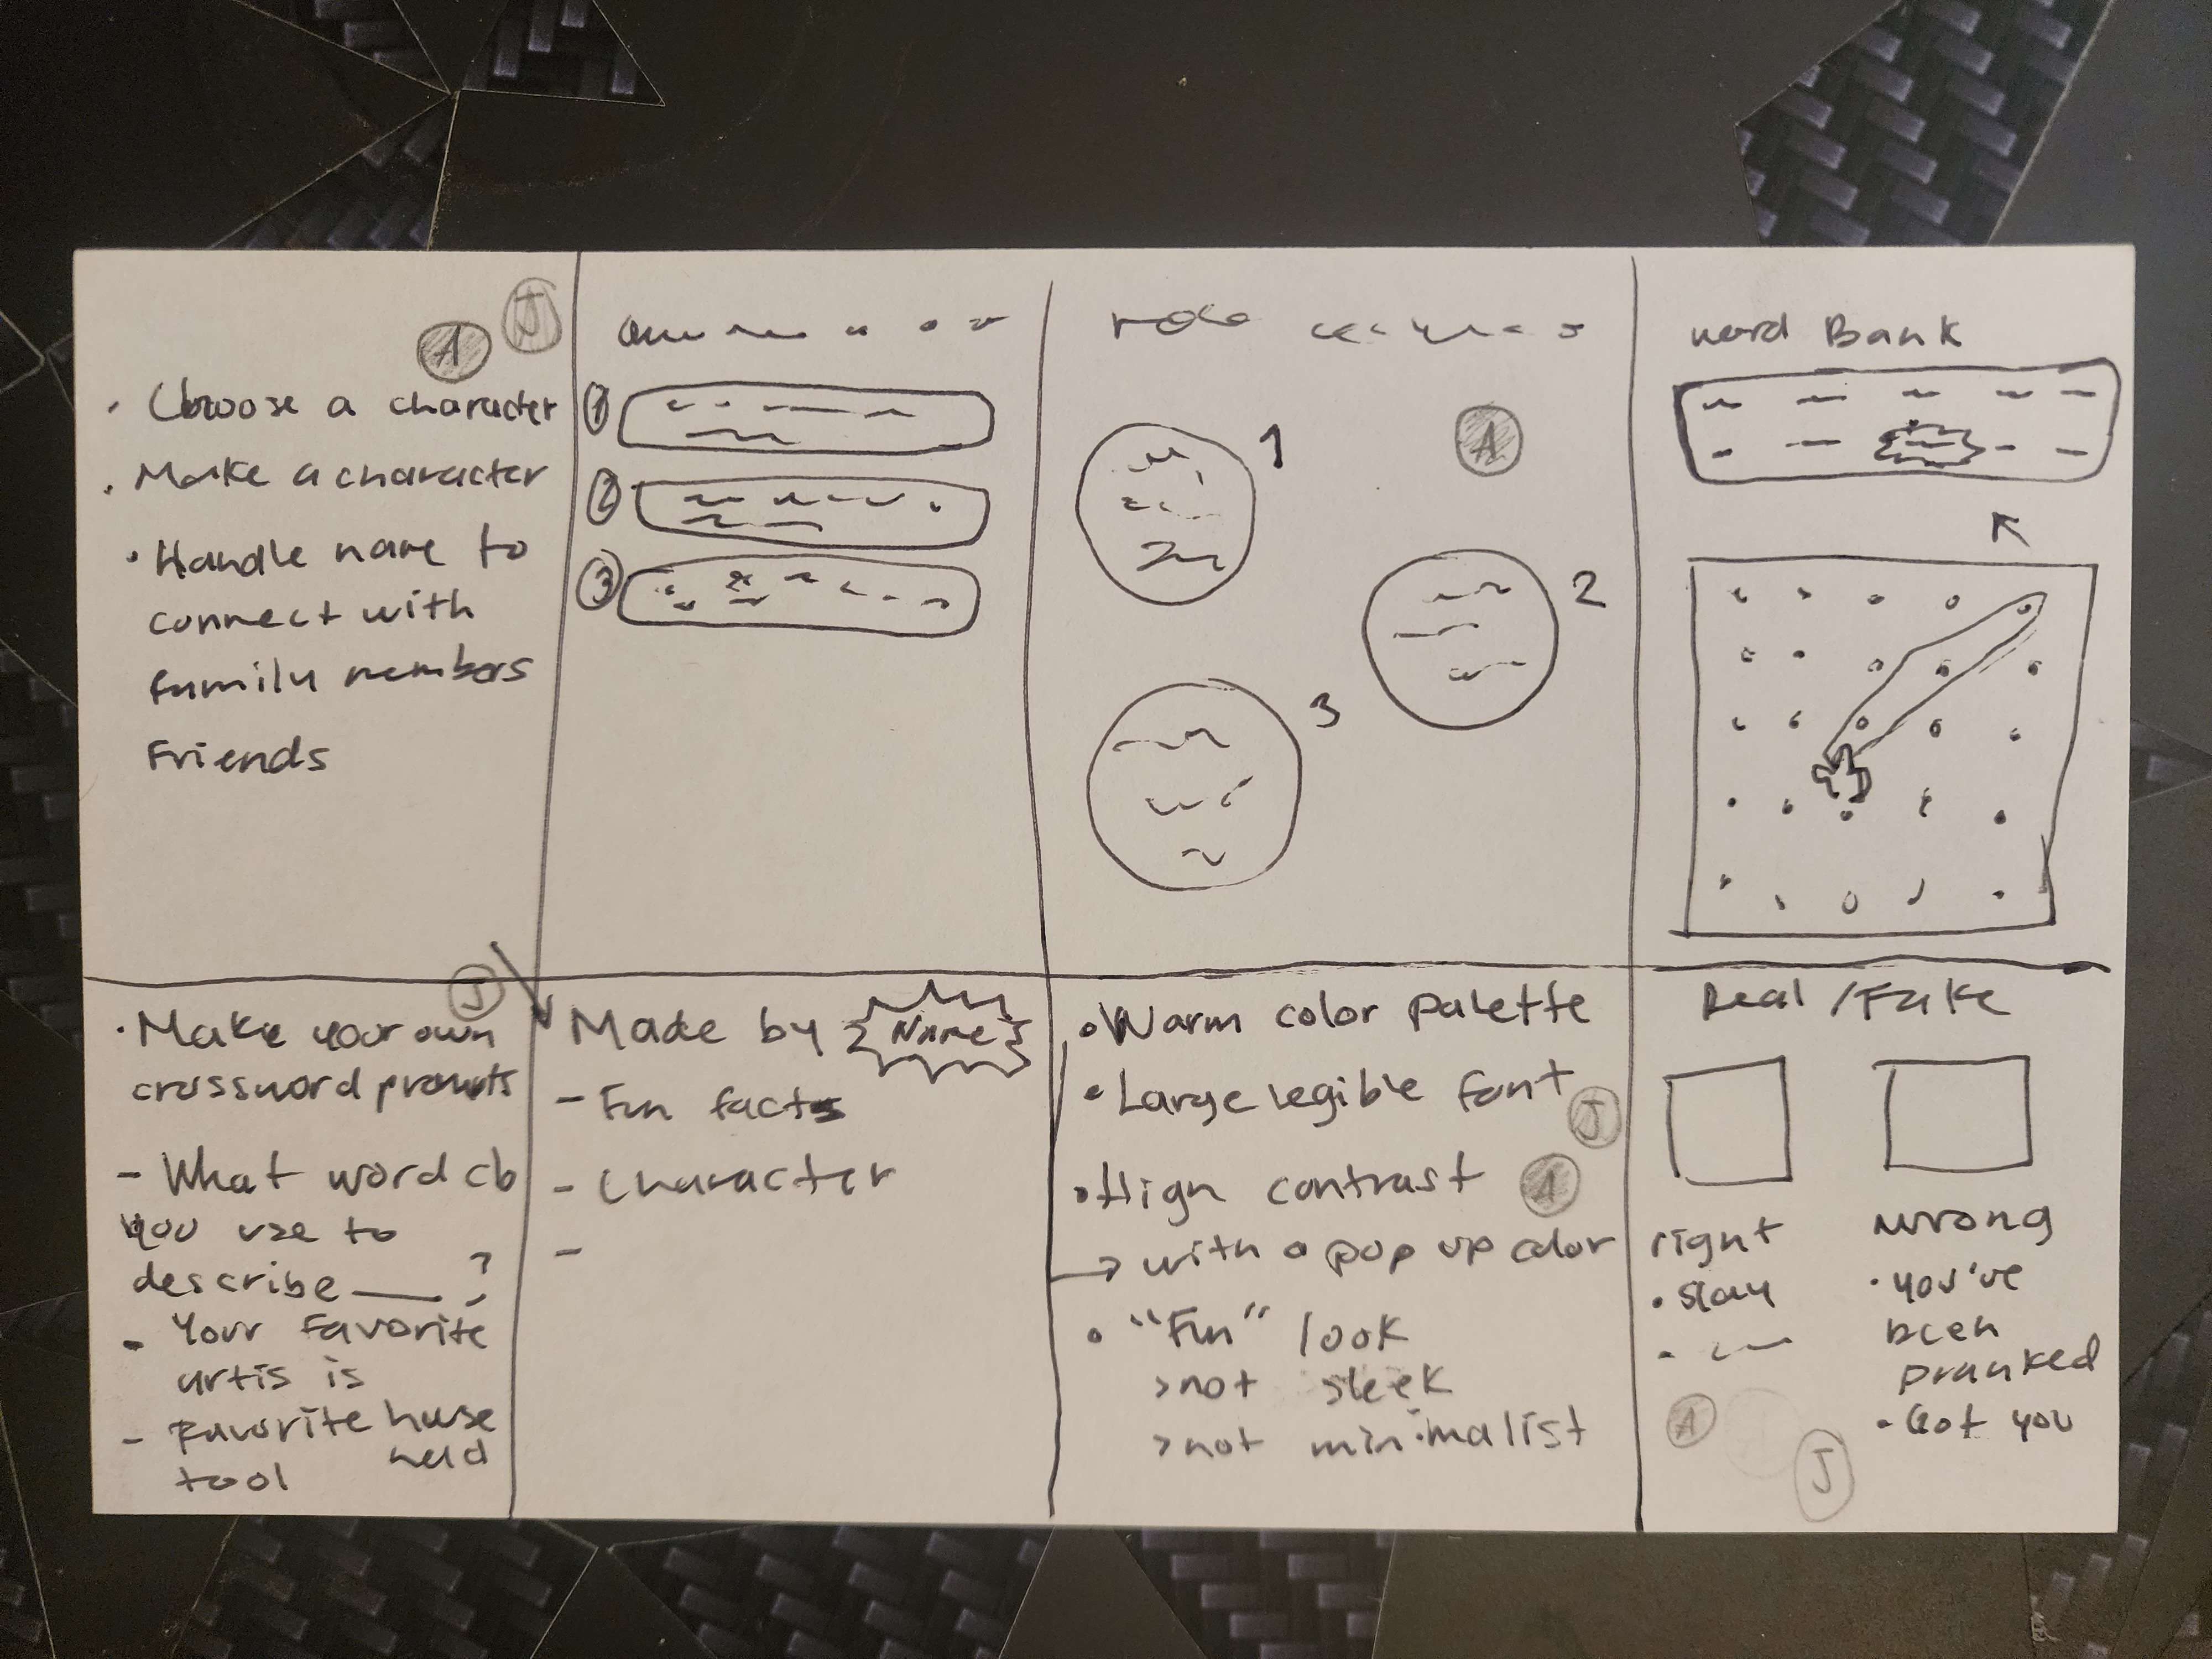 A J
· Choose a character
· Make a character
· Handle name to
connect with
family members
Friends
1
2
3
A
1
2
3
word Bank
J
· Make your own
crossword prompts
- What word
you use to
describe ___?
- Your favorite
artis is
- Favorite house
held
tool
Made by Name
- Fun facts
- Character
-
• Warm color palette
• Large legible font
J
• High contrast A
→ with a pop up color
• "Fun" look
> not sleek
> not minimalist
Real / Fake
right
· slay
wrong
· you've
been
pranked
· Got you
A
J